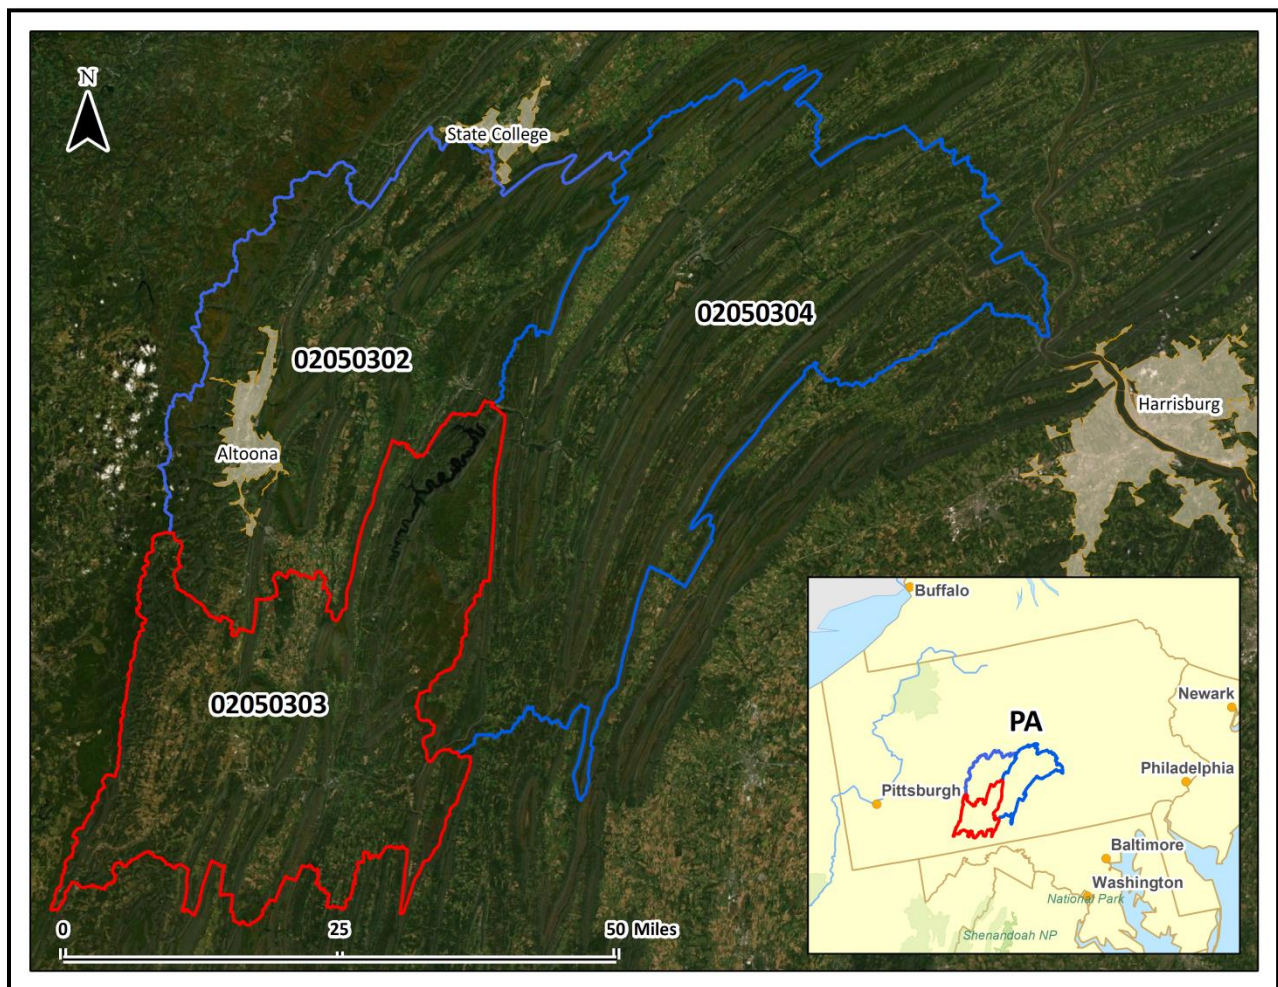 N
State College
02050304
02050302
Harrisburg
Altoona
02050303
0 25 50 Miles
Buffalo
Newark
PA
Philadelphia
Pittsburgh
Baltimore
Washington
National Park
Shenandoah NP